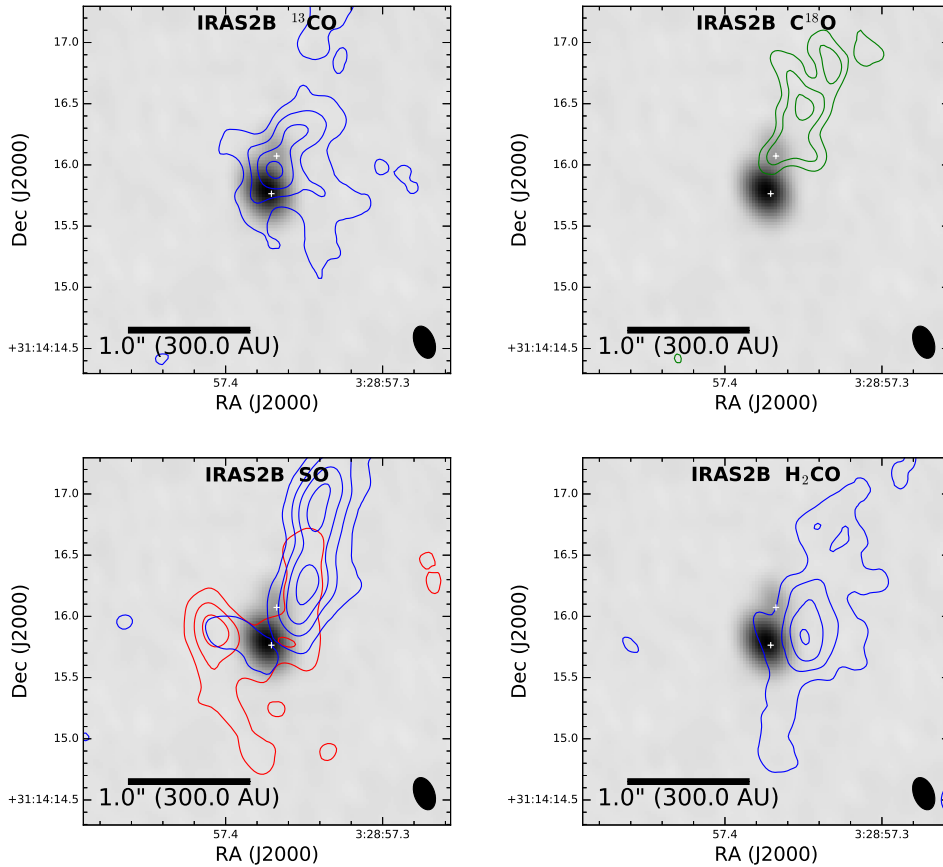 IRAS2B ¹³CO
17.0
16.5
16.0
15.5
15.0
+31:14:14.5
Dec (J2000)
1.0" (300.0 AU)
57.4
3:28:57.3
RA (J2000)
IRAS2B C¹⁸O
17.0
16.5
16.0
15.5
15.0
+31:14:14.5
Dec (J2000)
1.0" (300.0 AU)
57.4
3:28:57.3
RA (J2000)
IRAS2B SO
17.0
16.5
16.0
15.5
15.0
+31:14:14.5
Dec (J2000)
1.0" (300.0 AU)
57.4
3:28:57.3
RA (J2000)
IRAS2B H₂CO
17.0
16.5
16.0
15.5
15.0
+31:14:14.5
Dec (J2000)
1.0" (300.0 AU)
57.4
3:28:57.3
RA (J2000)